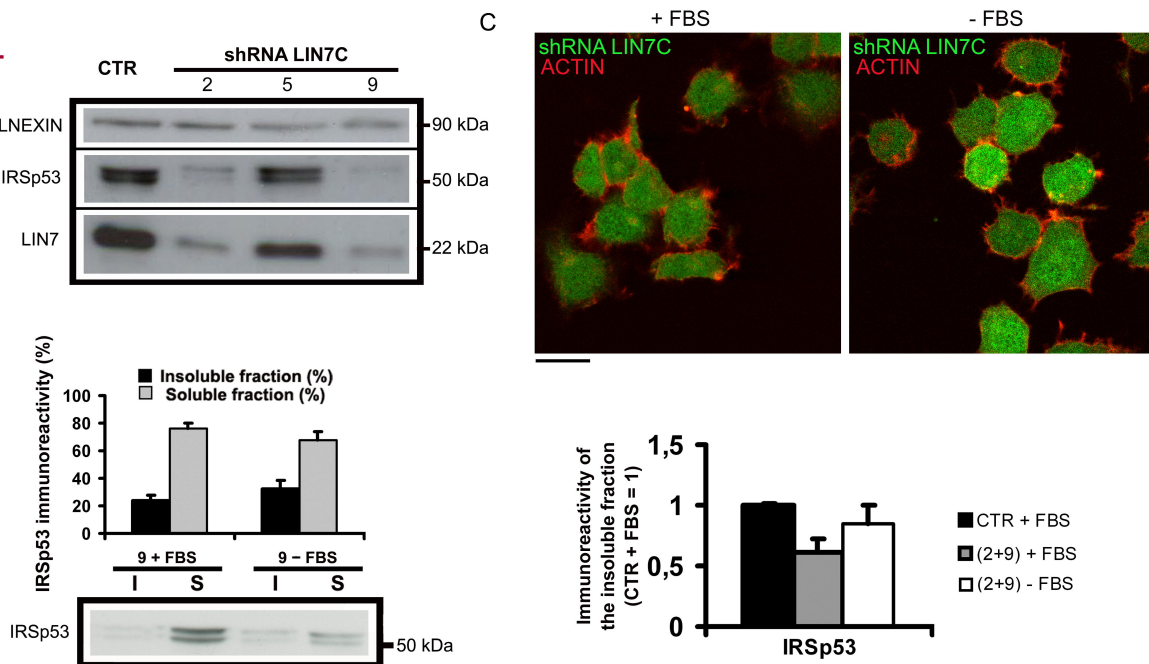 C
+ FBS
- FBS
shRNA LIN7C
ACTIN
shRNA LIN7C
ACTIN
CTR
shRNA LIN7C
2 5 9
LNEXIN
90 kDa
IRSp53
50 kDa
LIN7
22 kDa
IRSp53 immunoreactivity (%)
Insoluble fraction (%)
Soluble fraction (%)
100
80
60
40
20
0
9 + FBS
9 – FBS
I S I S
IRSp53
50 kDa
Immunoreactivity of
the insoluble fraction
(CTR + FBS = 1)
1,5
1
0,5
0
IRSp53
CTR + FBS
(2+9) + FBS
(2+9) - FBS